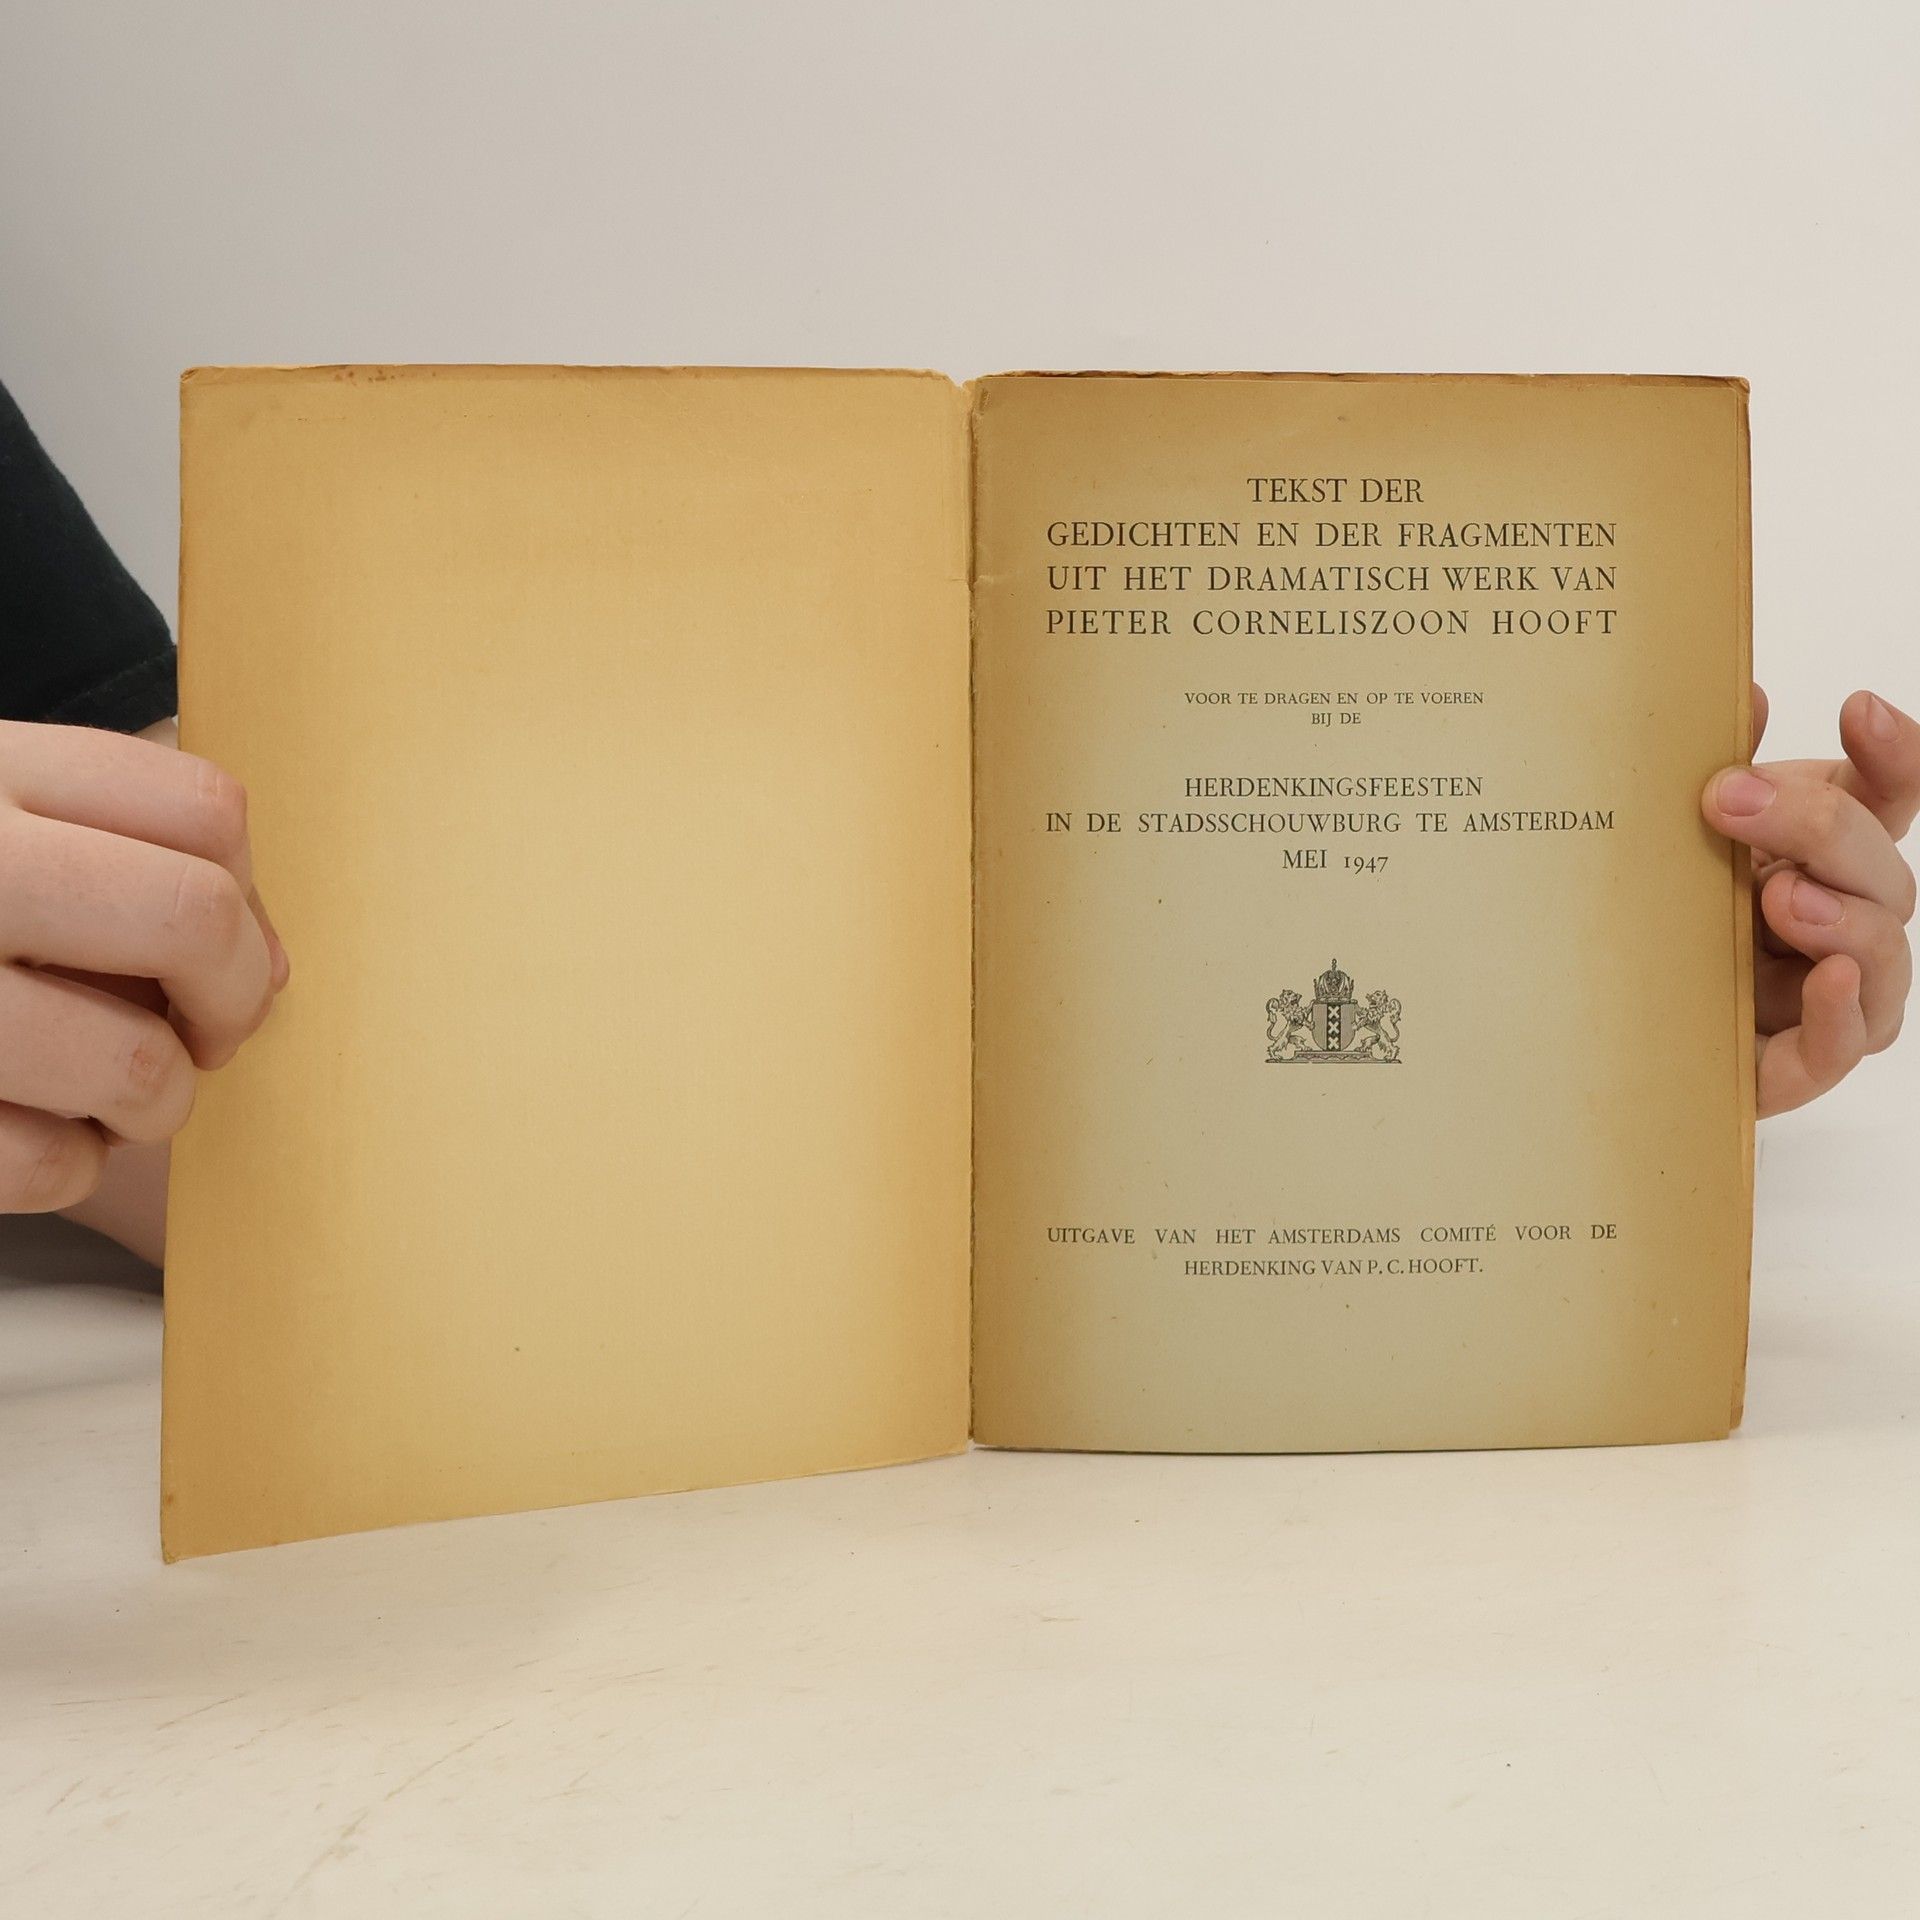 TEKST DER
GEDICHTEN EN DER FRAGMENTEN
UIT HET DRAMATISCH WERK VAN
PIETER CORNELISZOON HOOFT
VOOR TE DRAGEN EN OP TE VOEREN
BIJ DE
HERDENKINGSFEESTEN
IN DE STADSSCHOUWBURG TE AMSTERDAM
MEI 1947
UITGAVE VAN HET AMSTERDAMS COMITÉ VOOR DE
HERDENKING VAN P. C. HOOFT.